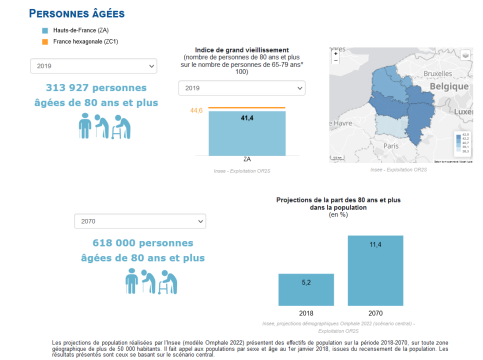 PERSONNES ÂGÉES
Hauts-de-France (ZA)
France hexagonale (ZC1)
2019
313 927 personnes
âgées de 80 ans et plus
Indice de grand vieillissement
(nombre de personnes de 80 ans et plus
sur le nombre de personnes de 65-79 ans*
100)
2019
44,6
41,4
ZA
Insee - Exploitation OR2S
+
−
Bruxelles
Belgique
Luxe
Le Havre
Paris
Insee - Exploitation OR2S
2070
618 000 personnes
âgées de 80 ans et plus
Projections de la part des 80 ans et plus
dans la population
(en %)
5,2
11,4
2018
2070
Insee, projections démographiques Omphale 2022 (scénario central) -
Exploitation OR2S
Les projections de population réalisées par l'Insee (modèle Omphale 2022) présentent des effectifs de population sur la période 2018-2070, sur toute zone
géographique de plus de 50 000 habitants. Il fait appel aux populations par sexe et âge au 1er janvier 2018, issues du recensement de la population. Les
résultats présentés sont ceux se basant sur le scénario central.